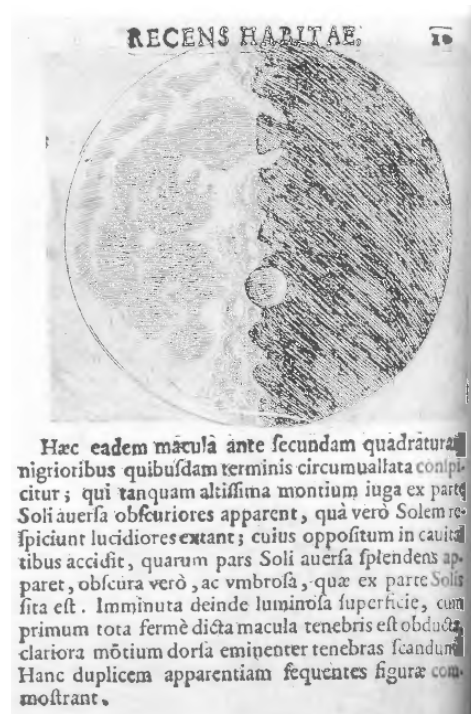 RECENS HABITAE. 10
Hæc eadem macula ante ſecundam quadraturam
nigrioribus quibuſdam terminis circumuallata conſpi-
citur; qui tanquam altiſſima montium iuga ex parte
Soli auerſa obſcuriores apparent, quà verò Solem re-
ſpiciunt lucidiores extant; cuius oppoſitum in cauita
tibus accidit, quarum pars Soli auerſa ſplendens ap-
paret, obſcura verò, ac vmbroſa, quæ ex parte Solis
ſita eſt. Imminuta deinde luminoſa ſuperficie, cum
primum tota fermè dicta macula tenebris eſt obducta,
clariora mõtium dorſa eminenter tenebras ſcandunt
Hanc duplicem apparentiam ſequentes figuræ com-
moſtrant.